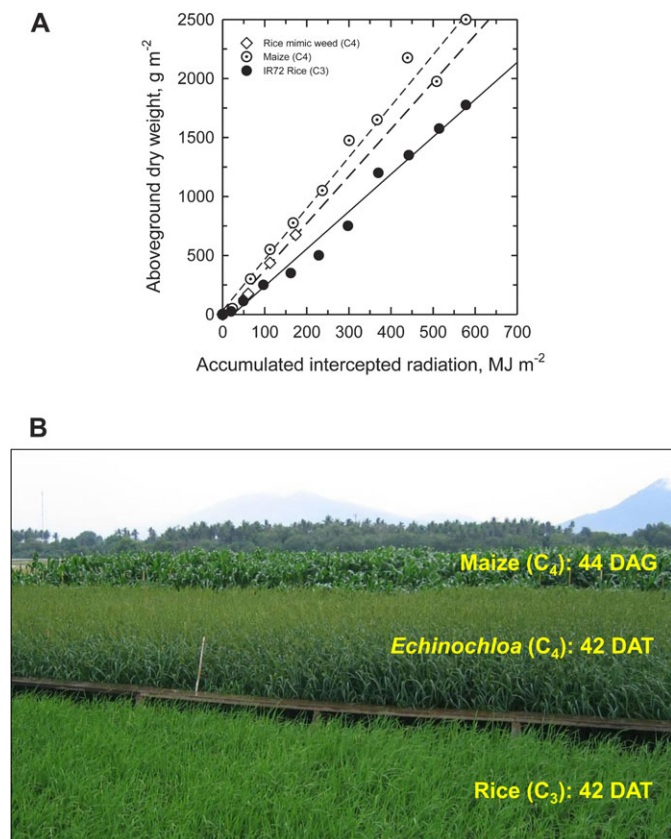 A
Aboveground dry weight, g m⁻²
2500
2000
1500
1000
500
0
Rice mimic weed (C4)
Maize (C4)
IR72 Rice (C3)
0 100 200 300 400 500 600 700
Accumulated intercepted radiation, MJ m⁻²
B
Maize (C₄): 44 DAG
Echinochloa (C₄): 42 DAT
Rice (C₃): 42 DAT